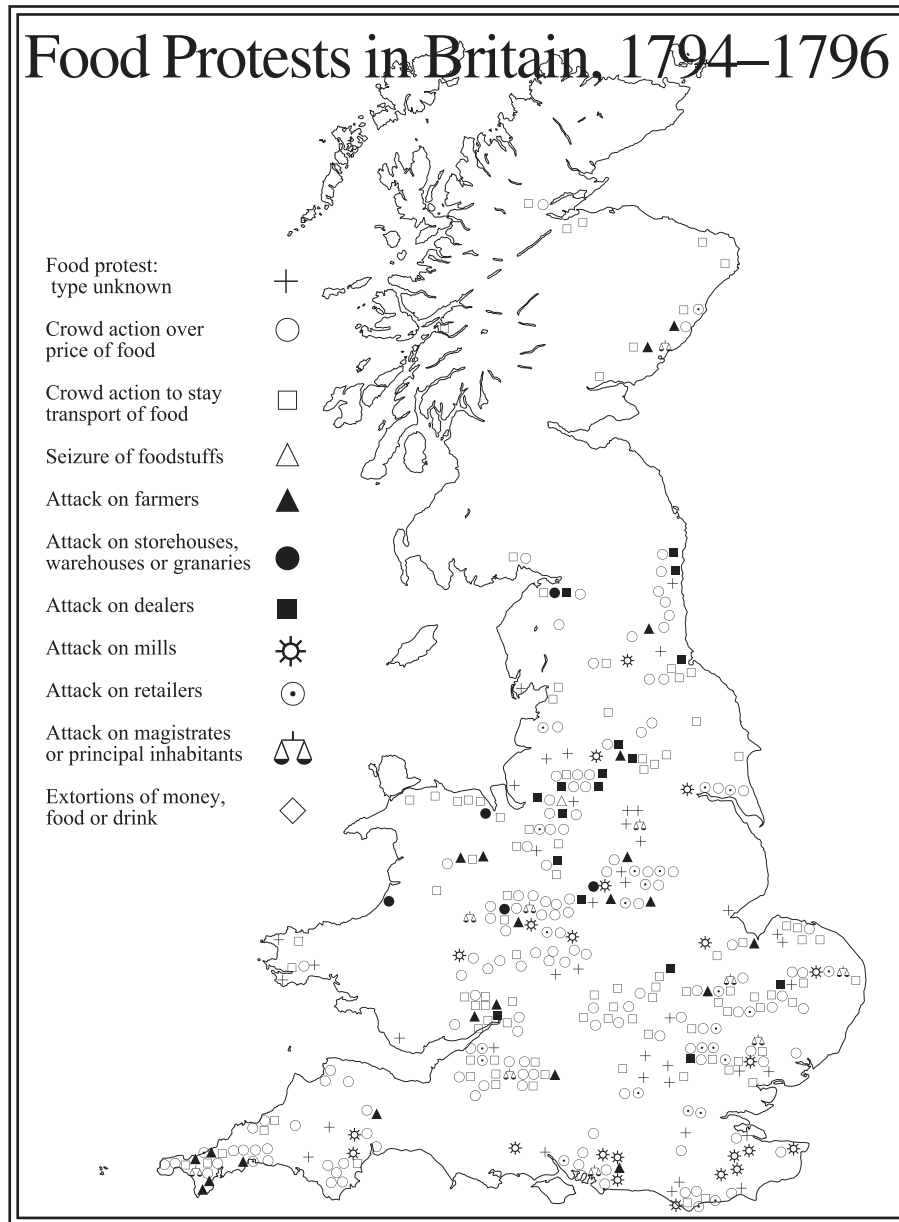 Food Protests in Britain, 1794–1796
Food protest:
type unknown
Crowd action over
price of food
Crowd action to stay
transport of food
Seizure of foodstuffs
Attack on farmers
Attack on storehouses,
warehouses or granaries
Attack on dealers
Attack on mills
Attack on retailers
Attack on magistrates
or principal inhabitants
Extortions of money,
food or drink